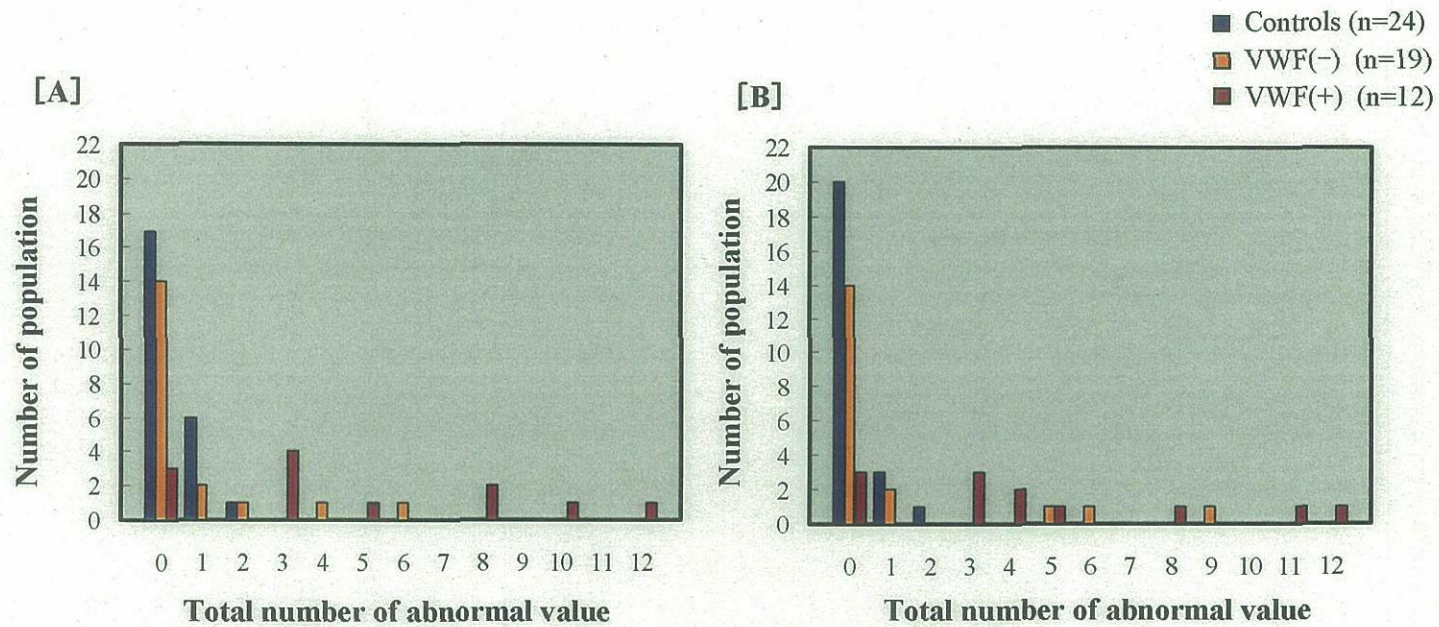 Controls (n=24)
VWF(−) (n=19)
VWF(+) (n=12)
[A]
22
20
18
16
14
12
10
8
6
4
2
0
Number of population
0 1 2 3 4 5 6 7 8 9 10 11 12
Total number of abnormal value
[B]
22
20
18
16
14
12
10
8
6
4
2
0
Number of population
0 1 2 3 4 5 6 7 8 9 10 11 12
Total number of abnormal value